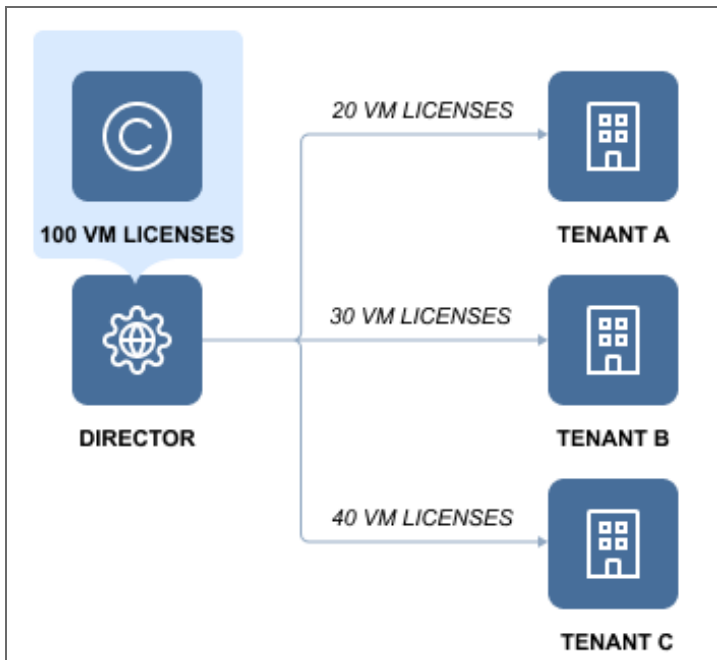 20 VM LICENSES
100 VM LICENSES
TENANT A
30 VM LICENSES
DIRECTOR
TENANT B
40 VM LICENSES
TENANT C